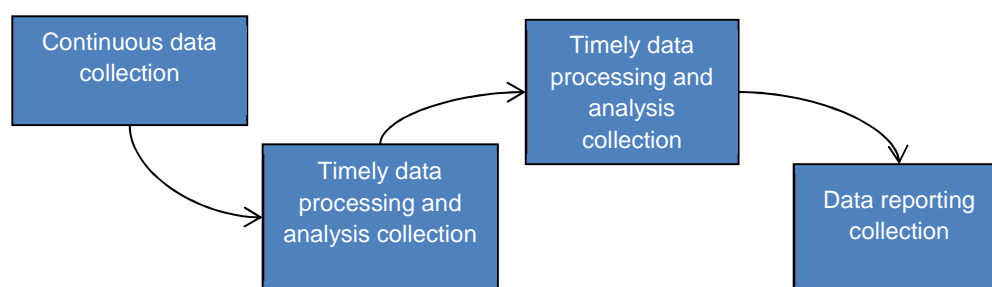 Continuous data
collection
Timely data
processing and
analysis collection
Timely data
processing and
analysis
collection
Data reporting
collection